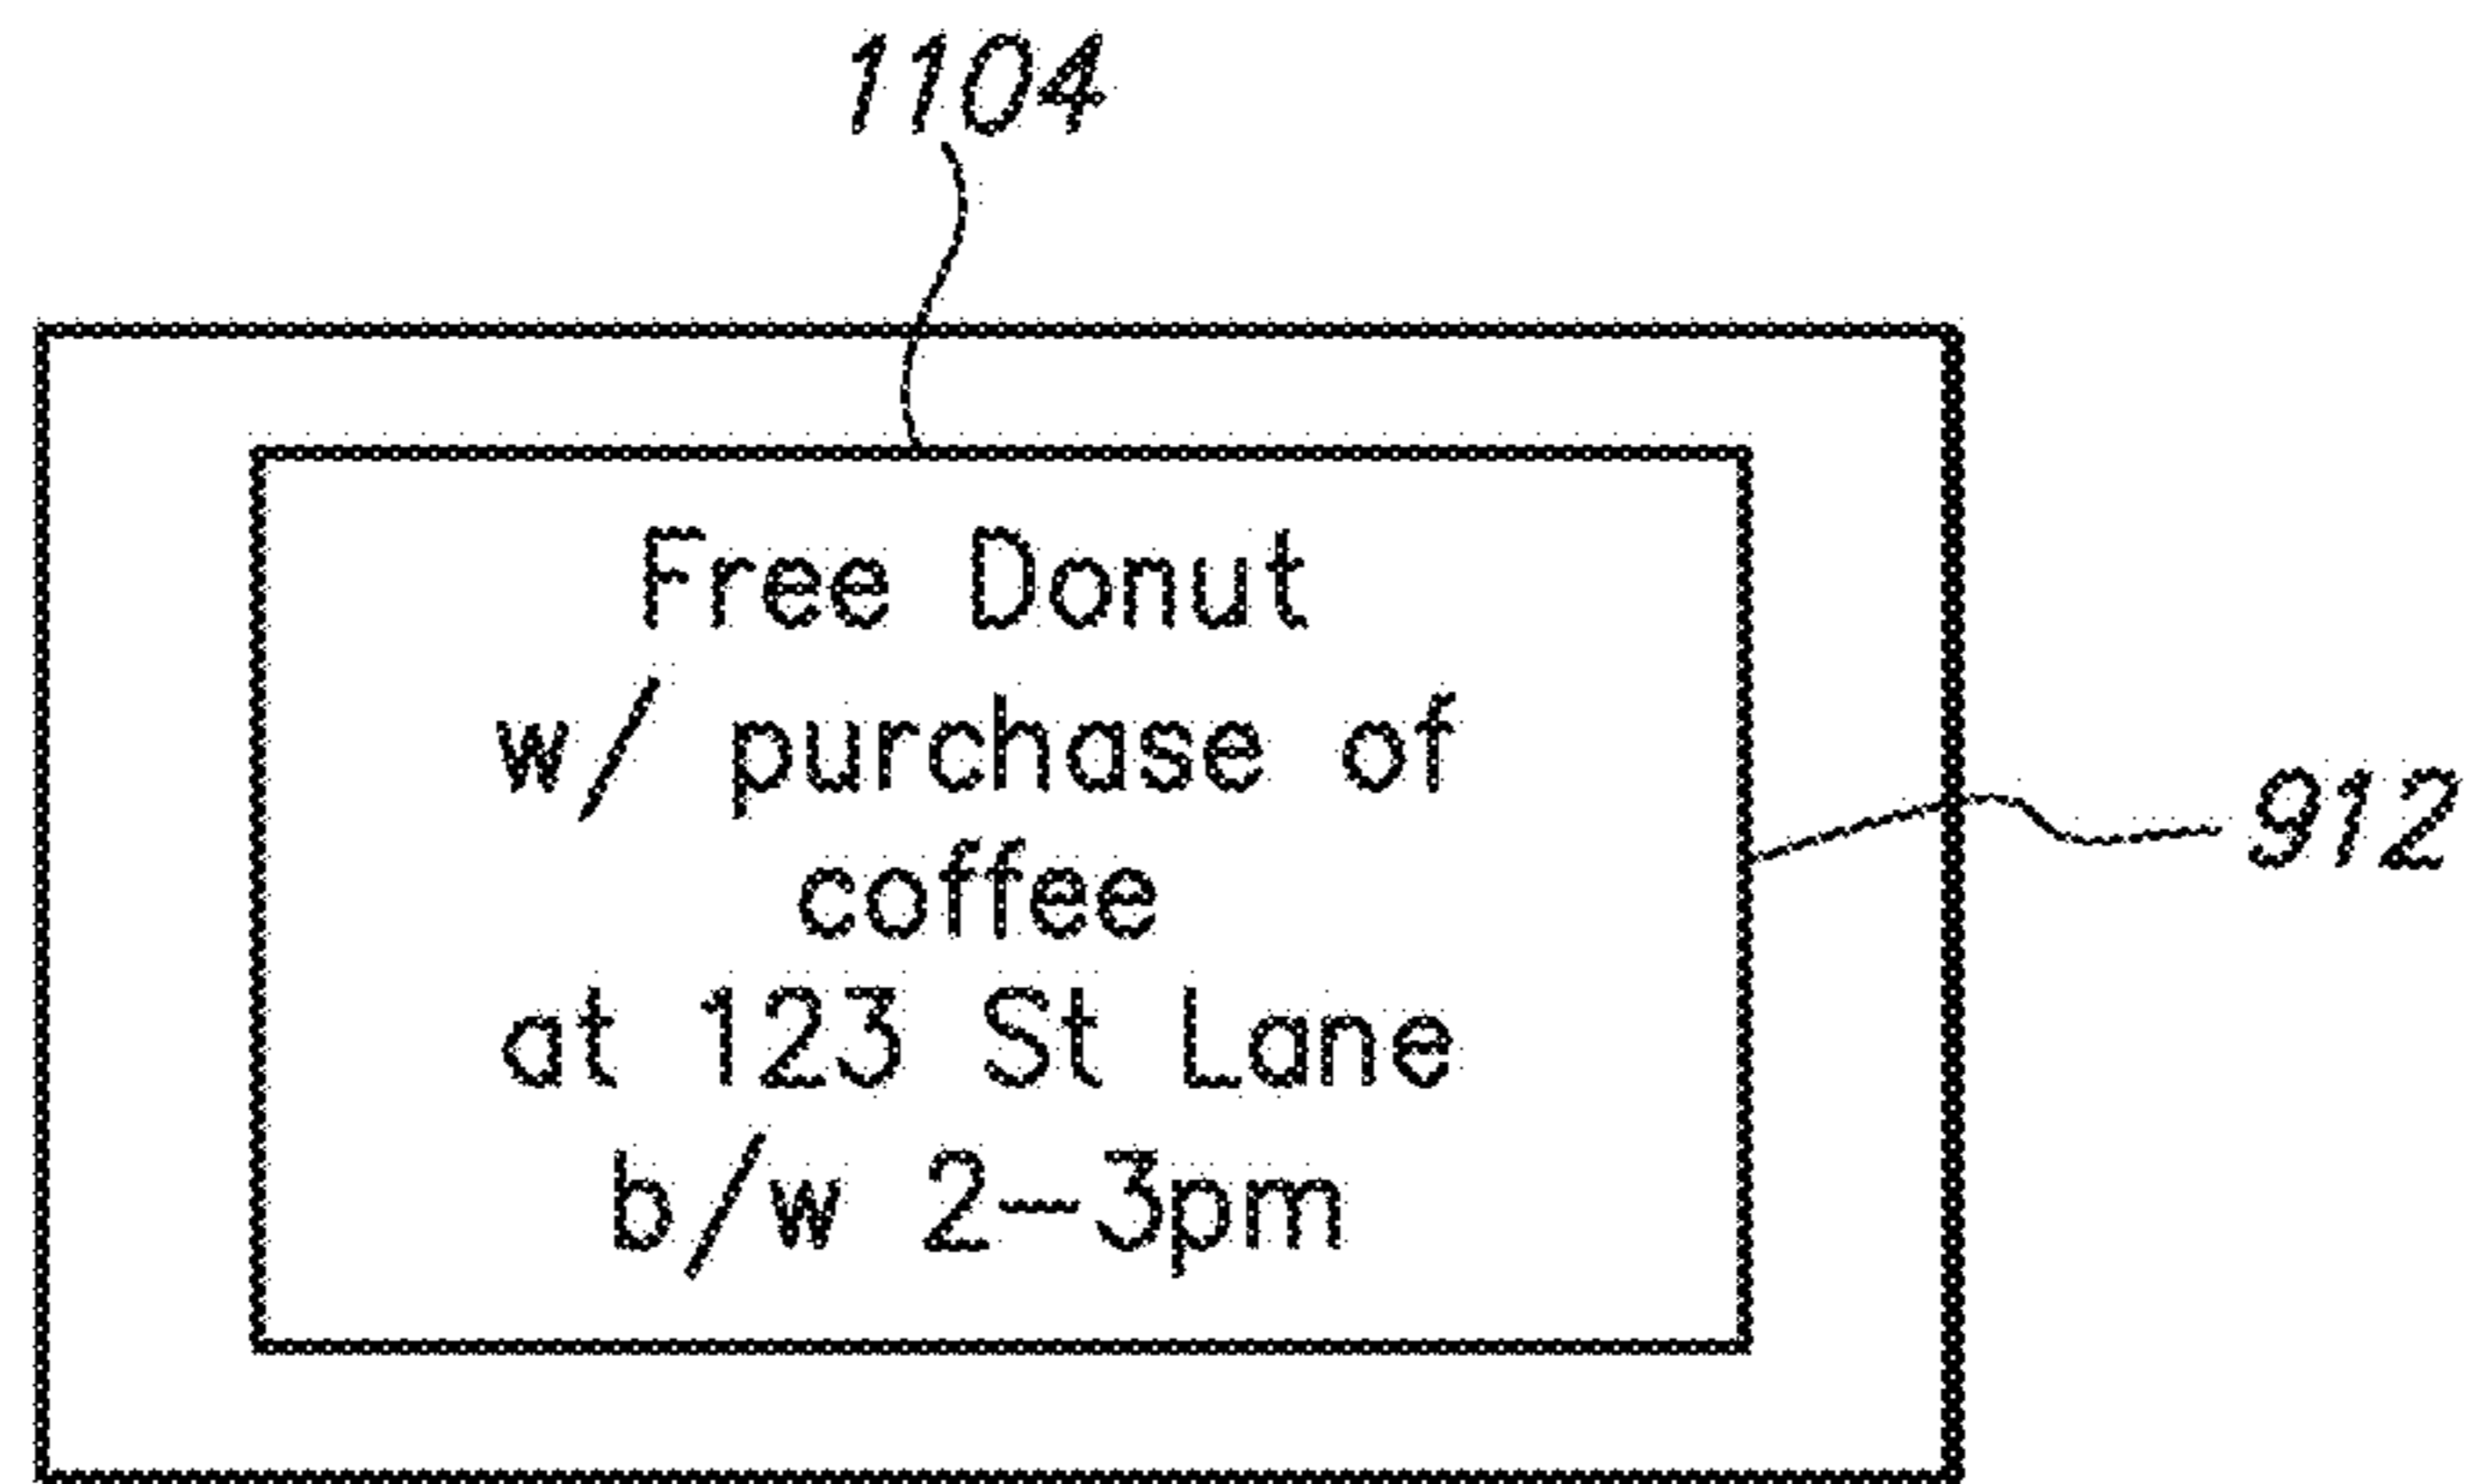 1104
Free Donut
w/ purchase of
912
coffee
at 123 St Lane
b/w 2-3pm